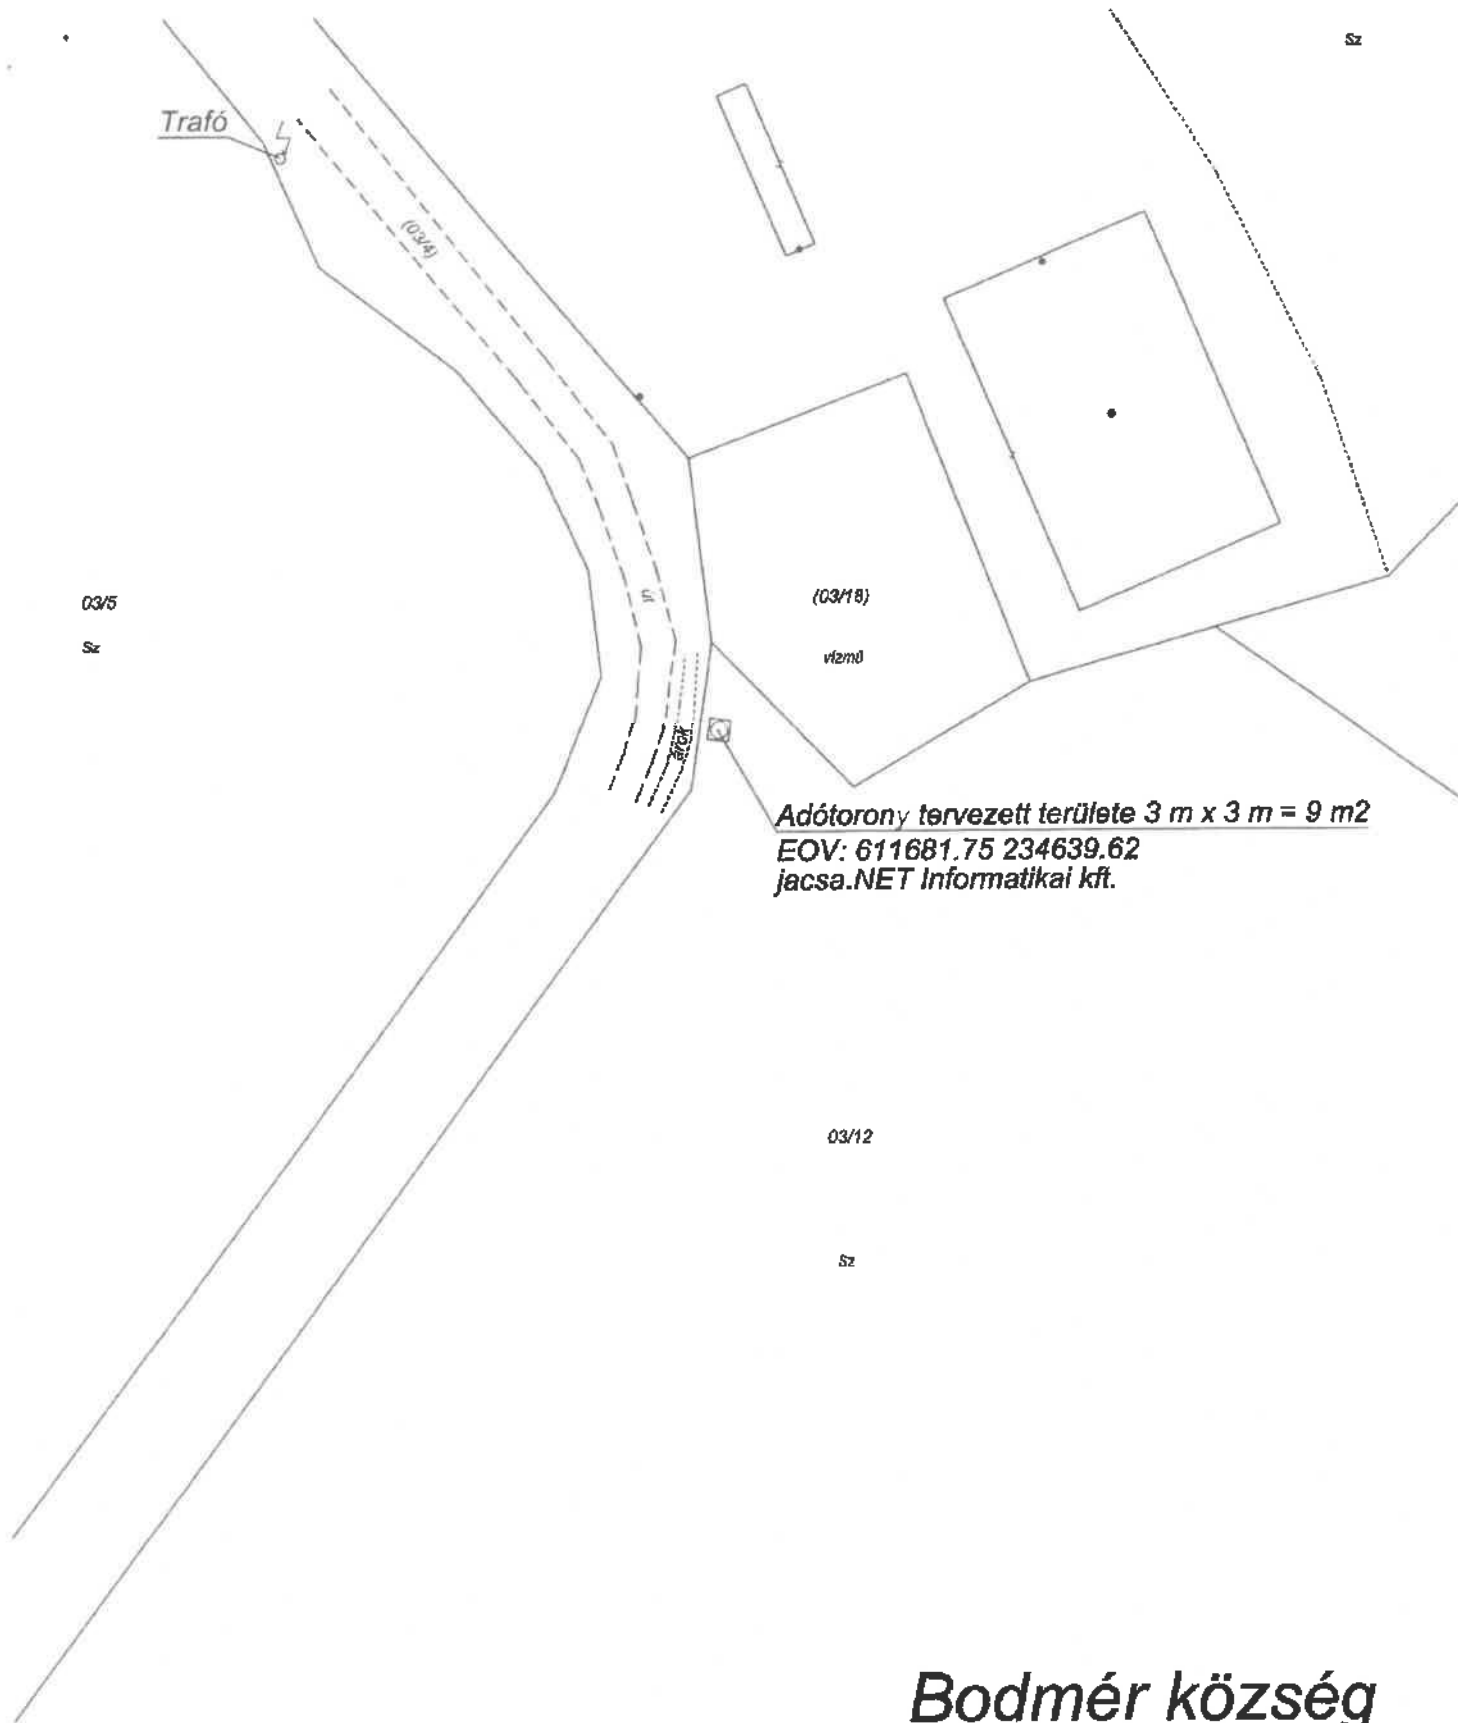 Sz
Trafó
(03/4)
03/5
Sz
(03/18)
vízmű
árok
Adótorony tervezett területe 3 m x 3 m = 9 m2
EOV: 611681.75 234639.62
jacsa.NET Informatikai kft.
03/12
Sz
Bodmér község